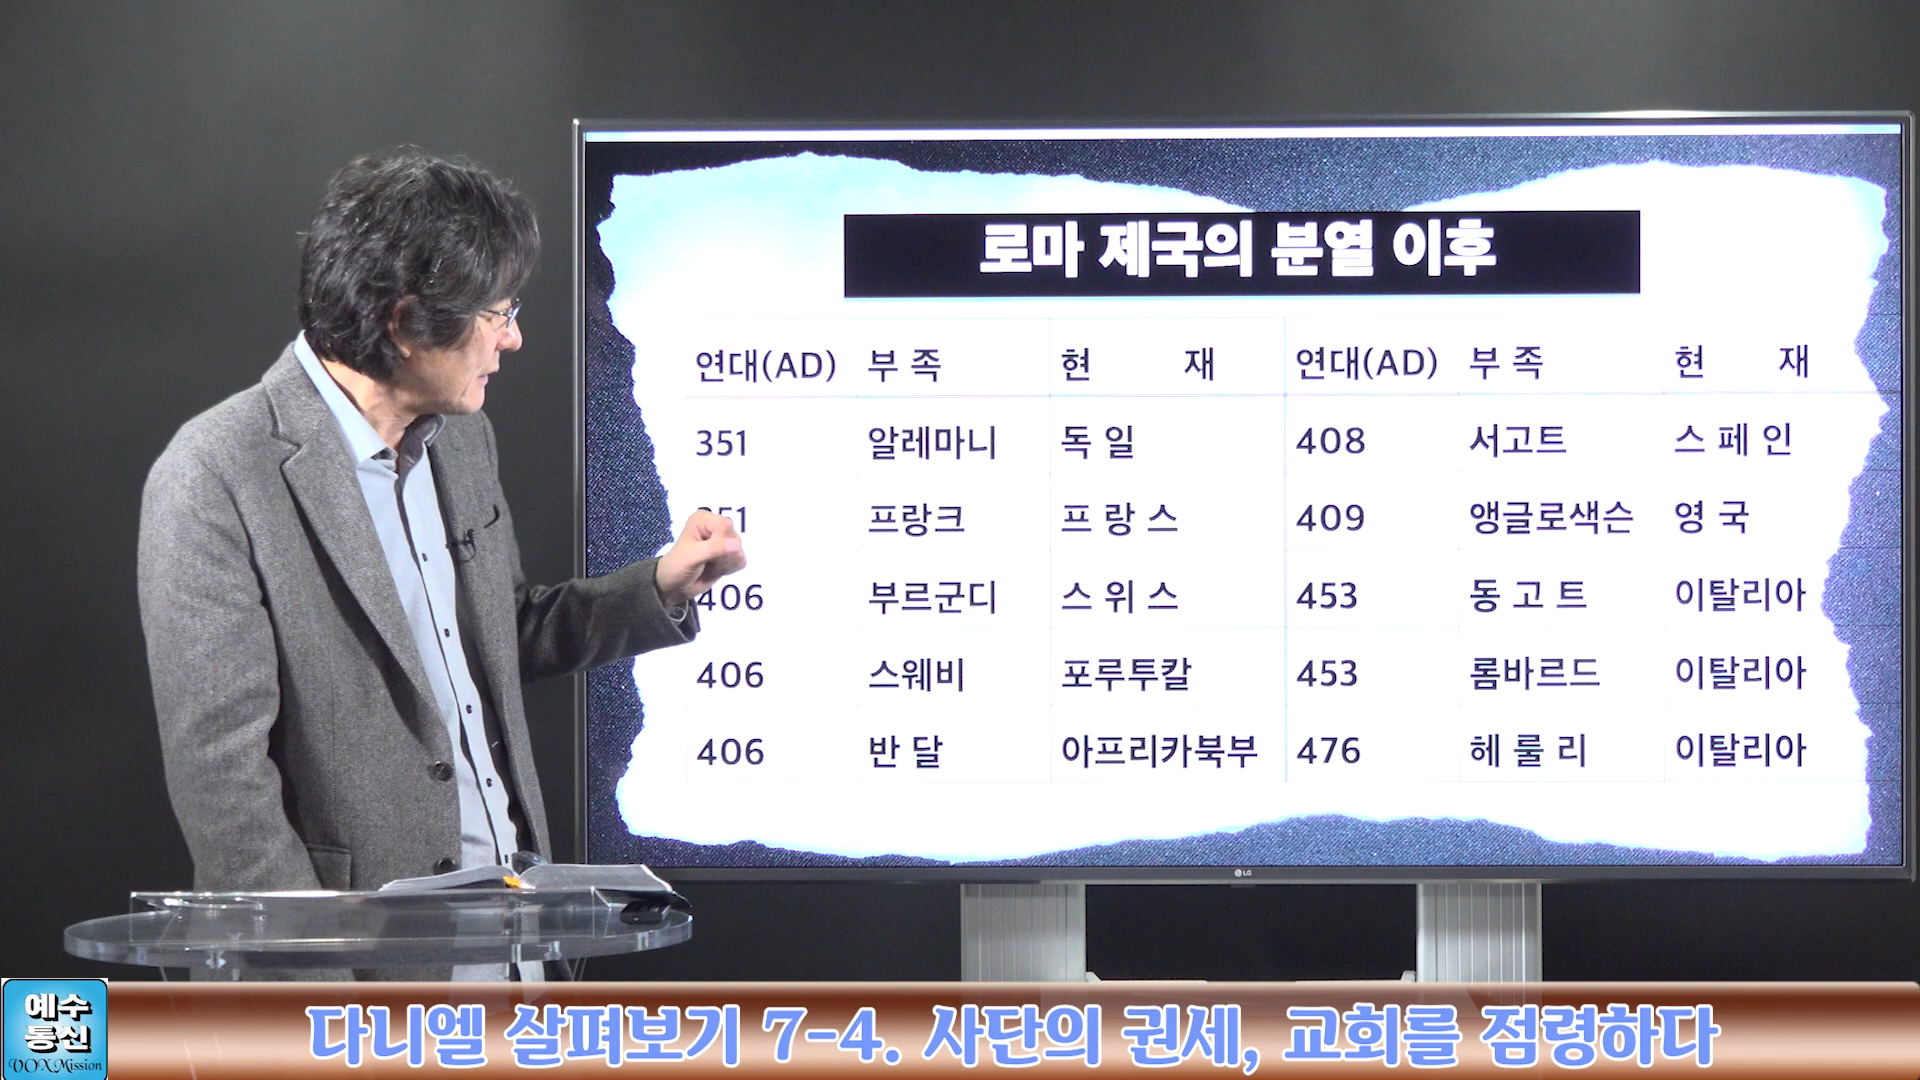 로마 제국의 분열 이후
연대(AD) 부 족 현 재 연대(AD) 부 족 현 재
351 알레마니 독 일 408 서고트 스 페 인
351 프랑크 프 랑 스 409 앵글로색슨 영 국
406 부르군디 스 위 스 453 동 고 트 이탈리아
406 스웨비 포루투칼 453 롬바르드 이탈리아
406 반 달 아프리카북부 476 헤 룰 리 이탈리아
LG
예수
통신
VOX Mission
다니엘 살펴보기 7-4. 사단의 권세, 교회를 점령하다